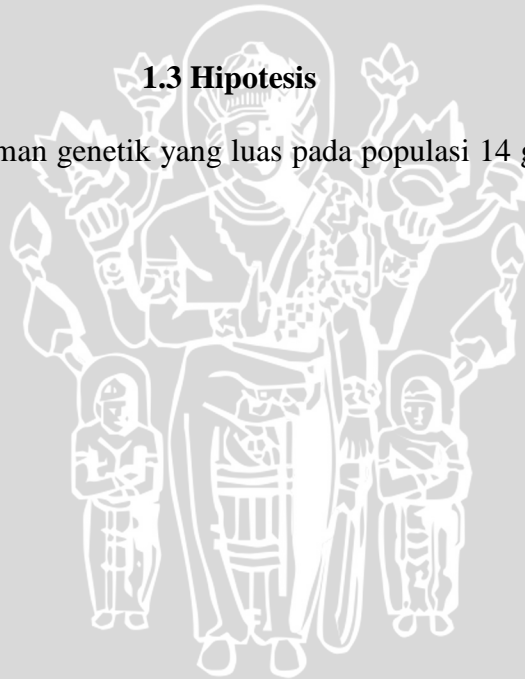 1.3 Hipotesis
man genetik yang luas pada populasi 14 g